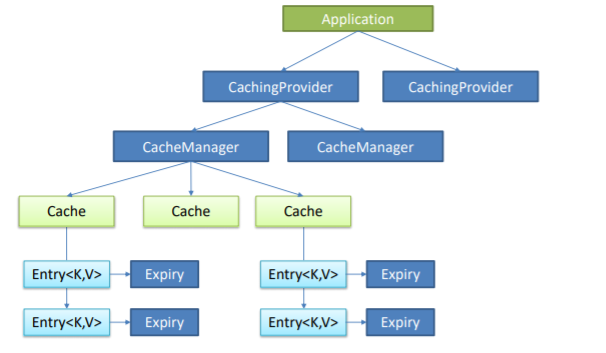 Application
CachingProvider
CachingProvider
CacheManager
CacheManager
Cache
Cache
Cache
Entry<K,V>
Expiry
Entry<K,V>
Expiry
Entry<K,V>
Expiry
Entry<K,V>
Expiry